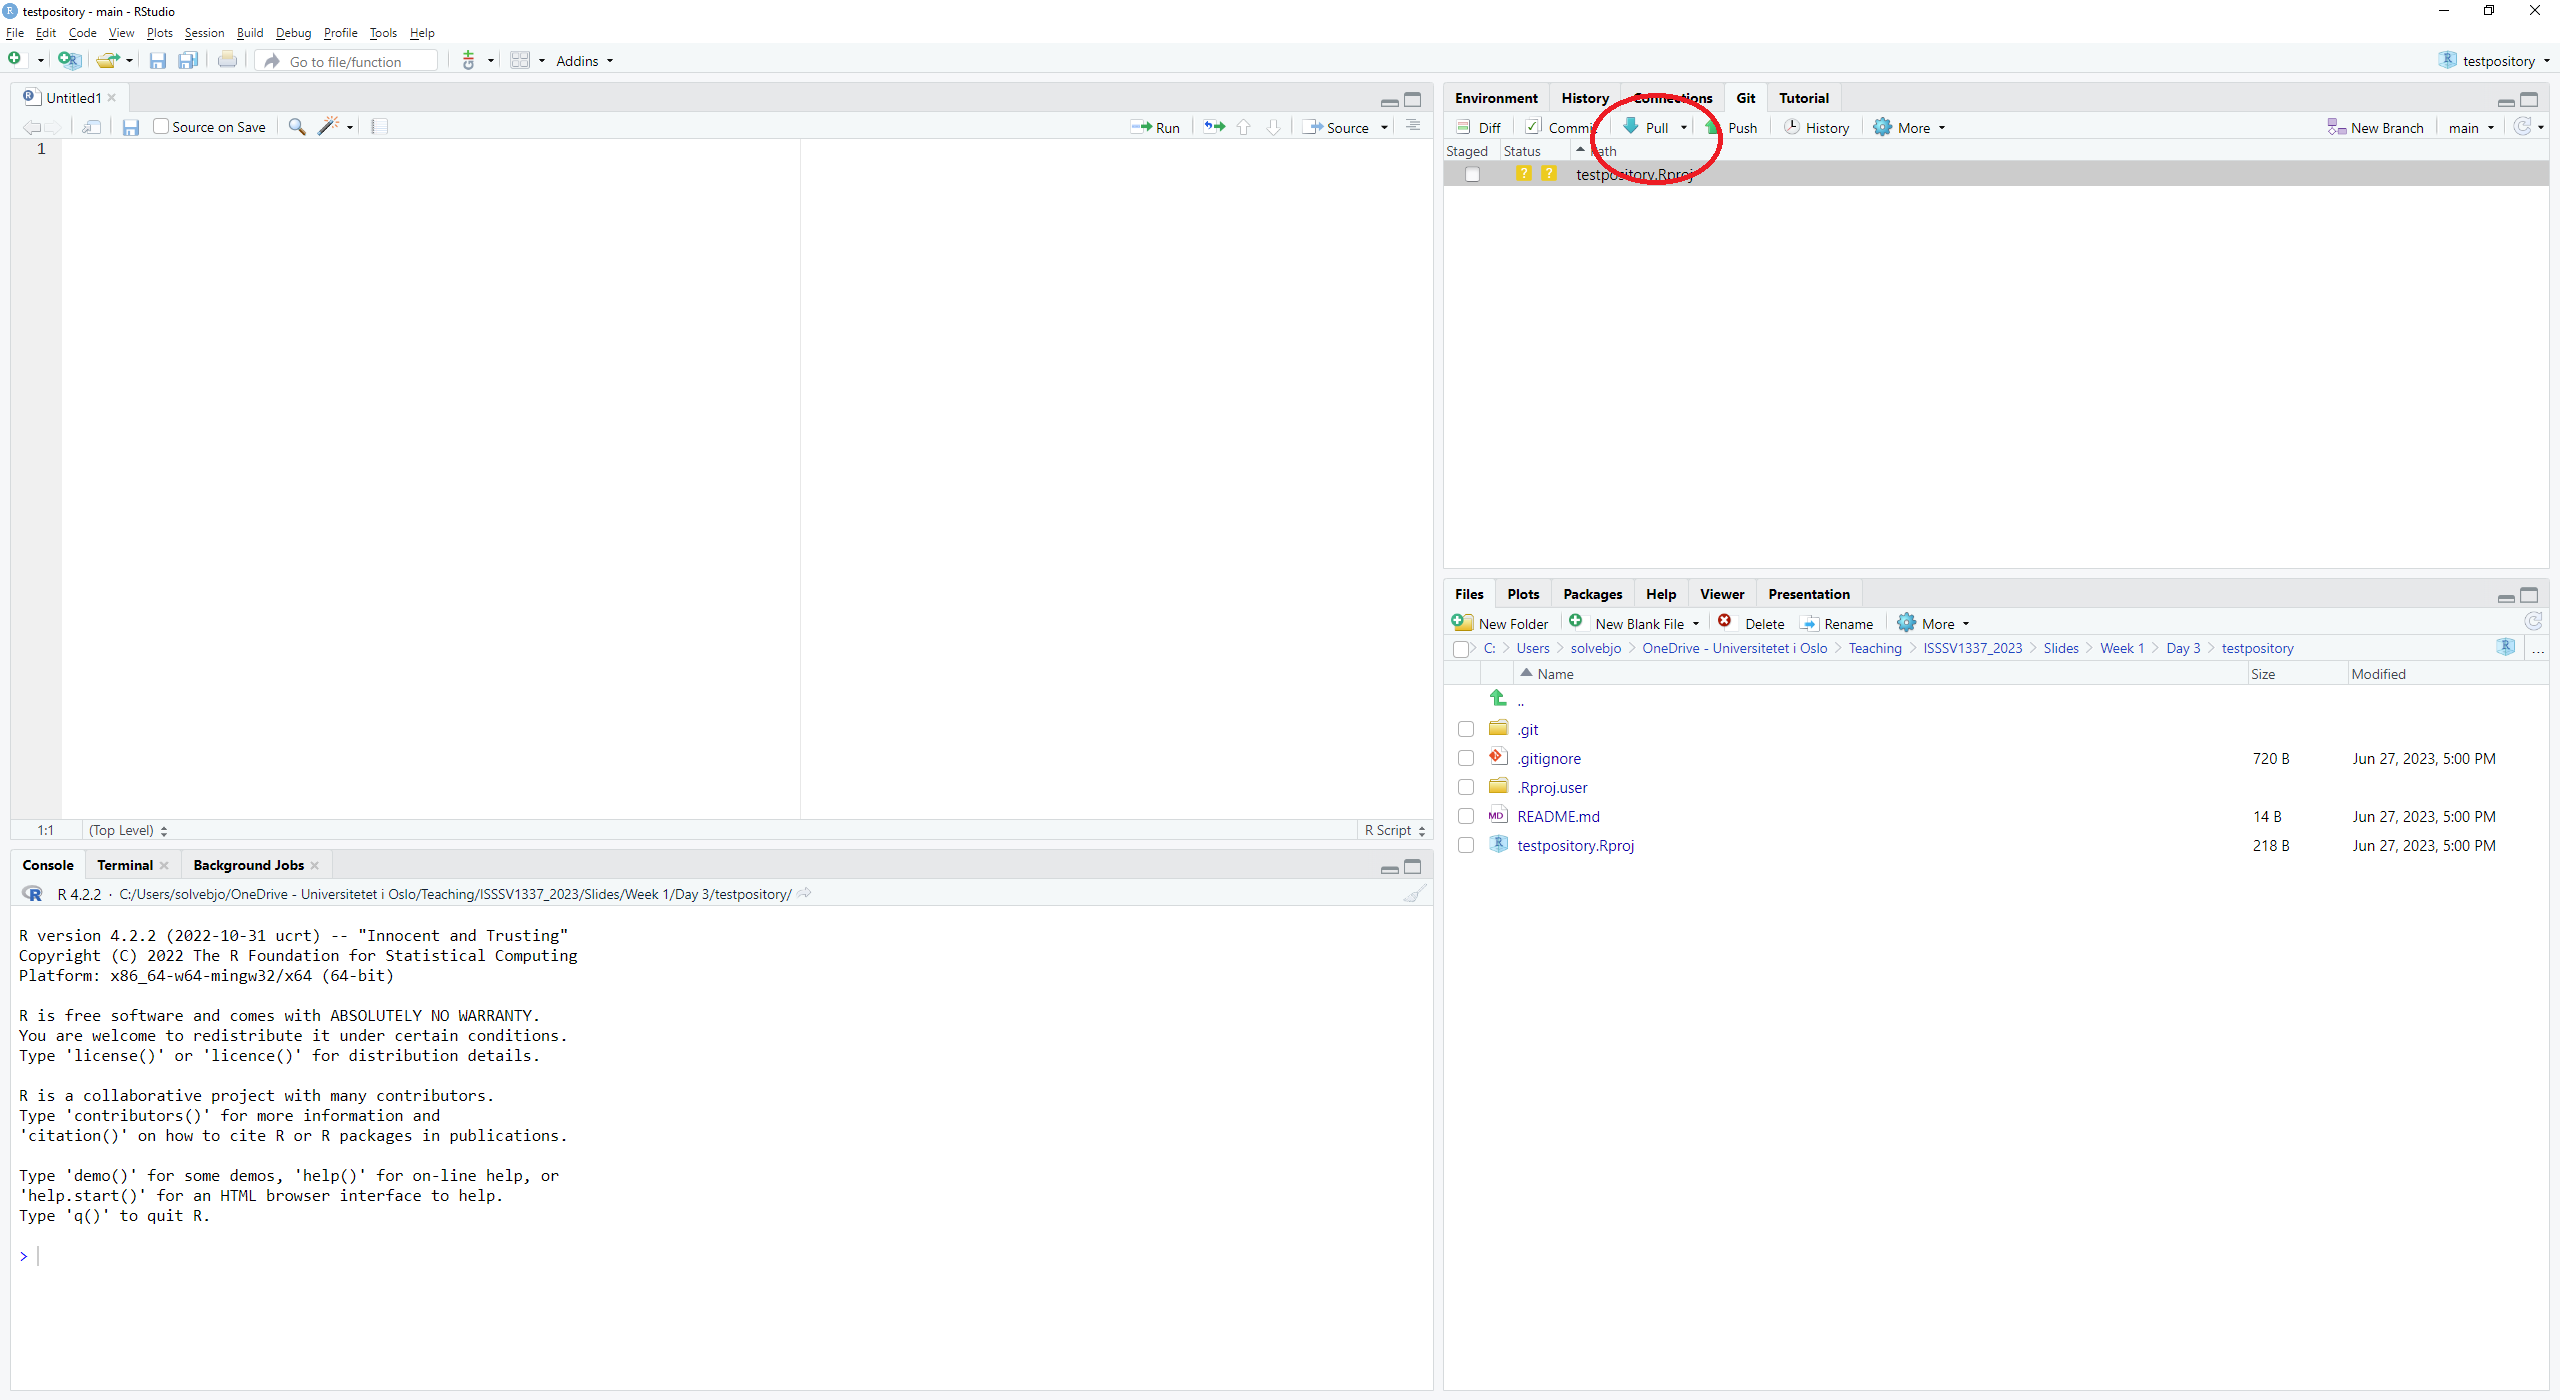 testpository - main - RStudio
File Edit Code View Plots Session Build Debug Profile Tools Help
Go to file/function Addins testpository
Untitled1
Source on Save Run Source
1
1:1 (Top Level) R Script
Console Terminal Background Jobs
R 4.2.2 · C:/Users/solvebjo/OneDrive - Universitetet i Oslo/Teaching/ISSSV1337_2023/Slides/Week 1/Day 3/testpository/
R version 4.2.2 (2022-10-31 ucrt) -- "Innocent and Trusting"
Copyright (C) 2022 The R Foundation for Statistical Computing
Platform: x86_64-w64-mingw32/x64 (64-bit)
R is free software and comes with ABSOLUTELY NO WARRANTY.
You are welcome to redistribute it under certain conditions.
Type 'license()' or 'licence()' for distribution details.
R is a collaborative project with many contributors.
Type 'contributors()' for more information and
'citation()' on how to cite R or R packages in publications.
Type 'demo()' for some demos, 'help()' for on-line help, or
'help.start()' for an HTML browser interface to help.
Type 'q()' to quit R.
>
Environment History Connections Git Tutorial
Diff Commit Pull Push History More New Branch main
Staged Status Path
? ? testpository.Rproj
Files Plots Packages Help Viewer Presentation
New Folder New Blank File Delete Rename More
C: Users solvebjo OneDrive - Universitetet i Oslo Teaching ISSSV1337_2023 Slides Week 1 Day 3 testpository ...
Name Size Modified
..
.git
.gitignore 720 B Jun 27, 2023, 5:00 PM
.Rproj.user
README.md 14 B Jun 27, 2023, 5:00 PM
testpository.Rproj 218 B Jun 27, 2023, 5:00 PM